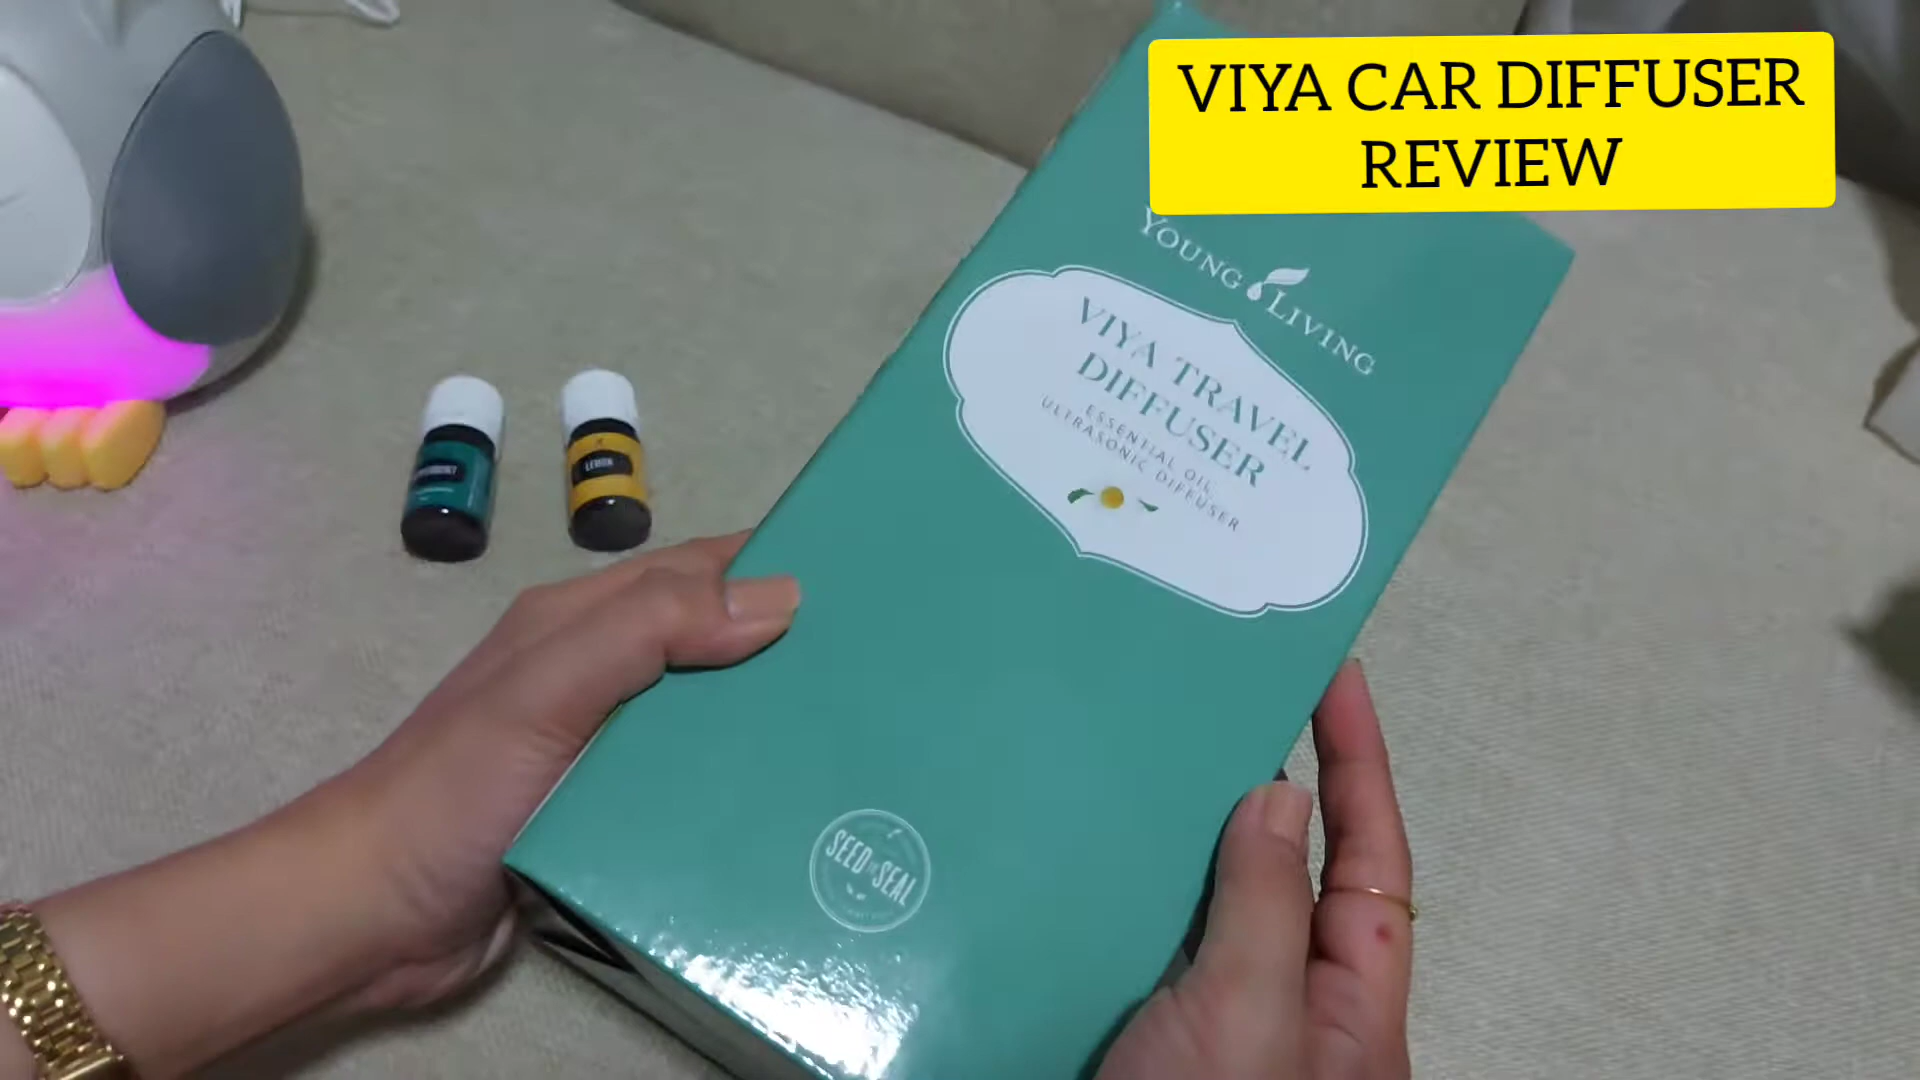 VIYA CAR DIFFUSER
REVIEW
YOUNG LIVING
VIYA TRAVEL
DIFFUSER
ESSENTIAL OIL
ULTRASONIC DIFFUSER
LEMON
SEED TO SEAL